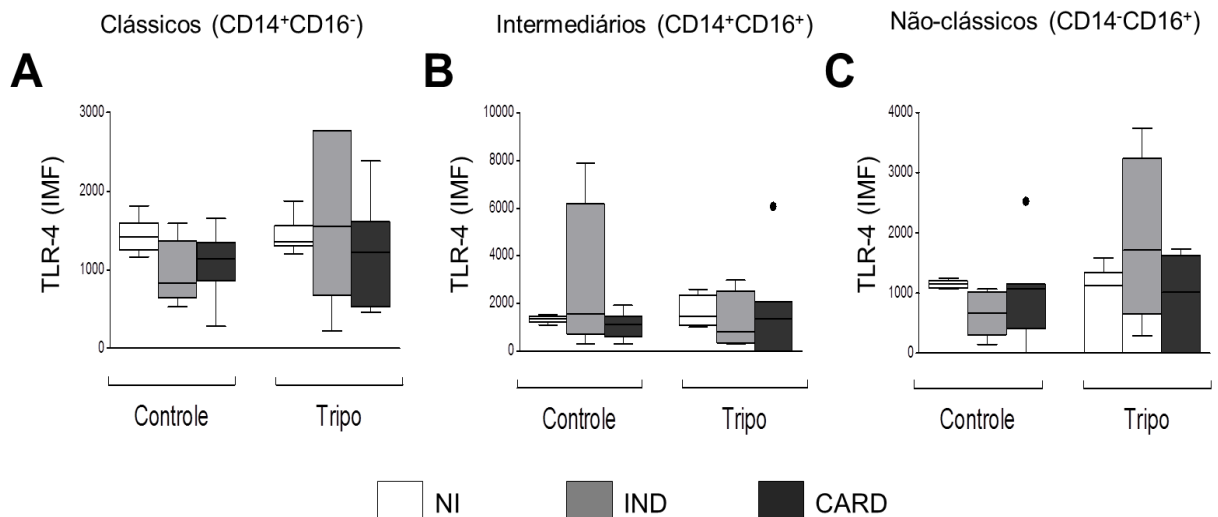 Clássicos (CD14⁺CD16⁻)
Intermediários (CD14⁺CD16⁺)
Não-clássicos (CD14⁻CD16⁺)
A
B
C
TLR-4 (IMF)
3000
2000
1000
0
Controle
Tripo
TLR-4 (IMF)
10000
8000
6000
4000
2000
0
Controle
Tripo
TLR-4 (IMF)
4000
3000
2000
1000
0
Controle
Tripo
NI
IND
CARD